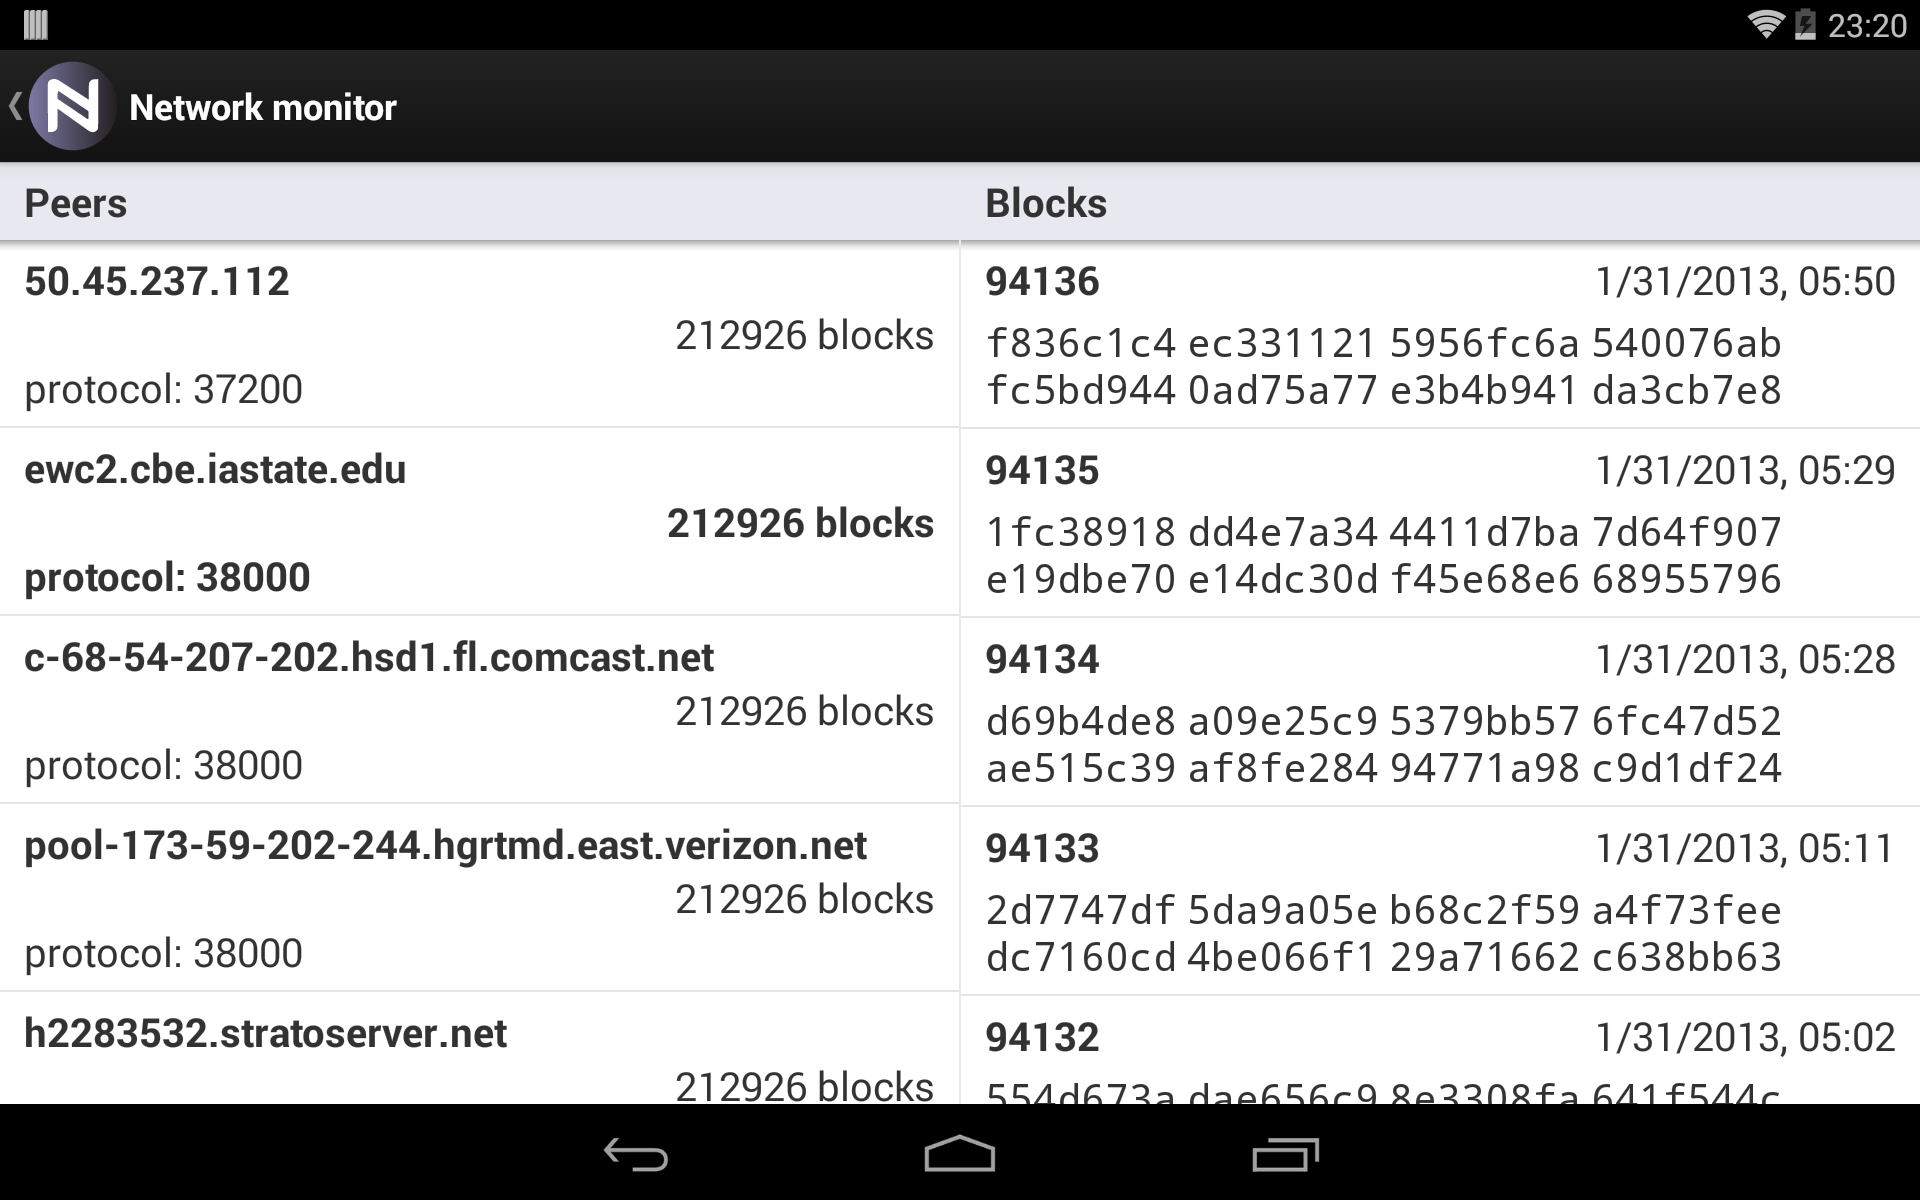 23:20
Network monitor
Peers
50.45.237.112
212926 blocks
protocol: 37200
ewc2.cbe.iastate.edu
212926 blocks
protocol: 38000
c-68-54-207-202.hsd1.fl.comcast.net
212926 blocks
protocol: 38000
pool-173-59-202-244.hgrtmd.east.verizon.net
212926 blocks
protocol: 38000
h2283532.stratoserver.net
212926 blocks
Blocks
94136 1/31/2013, 05:50
f836c1c4 ec331121 5956fc6a 540076ab
fc5bd944 0ad75a77 e3b4b941 da3cb7e8
94135 1/31/2013, 05:29
1fc38918 dd4e7a34 4411d7ba 7d64f907
e19dbe70 e14dc30d f45e68e6 68955796
94134 1/31/2013, 05:28
d69b4de8 a09e25c9 5379bb57 6fc47d52
ae515c39 af8fe284 94771a98 c9d1df24
94133 1/31/2013, 05:11
2d7747df 5da9a05e b68c2f59 a4f73fee
dc7160cd 4be066f1 29a71662 c638bb63
94132 1/31/2013, 05:02
554d673a dae656c9 8e3308fa 641f544c